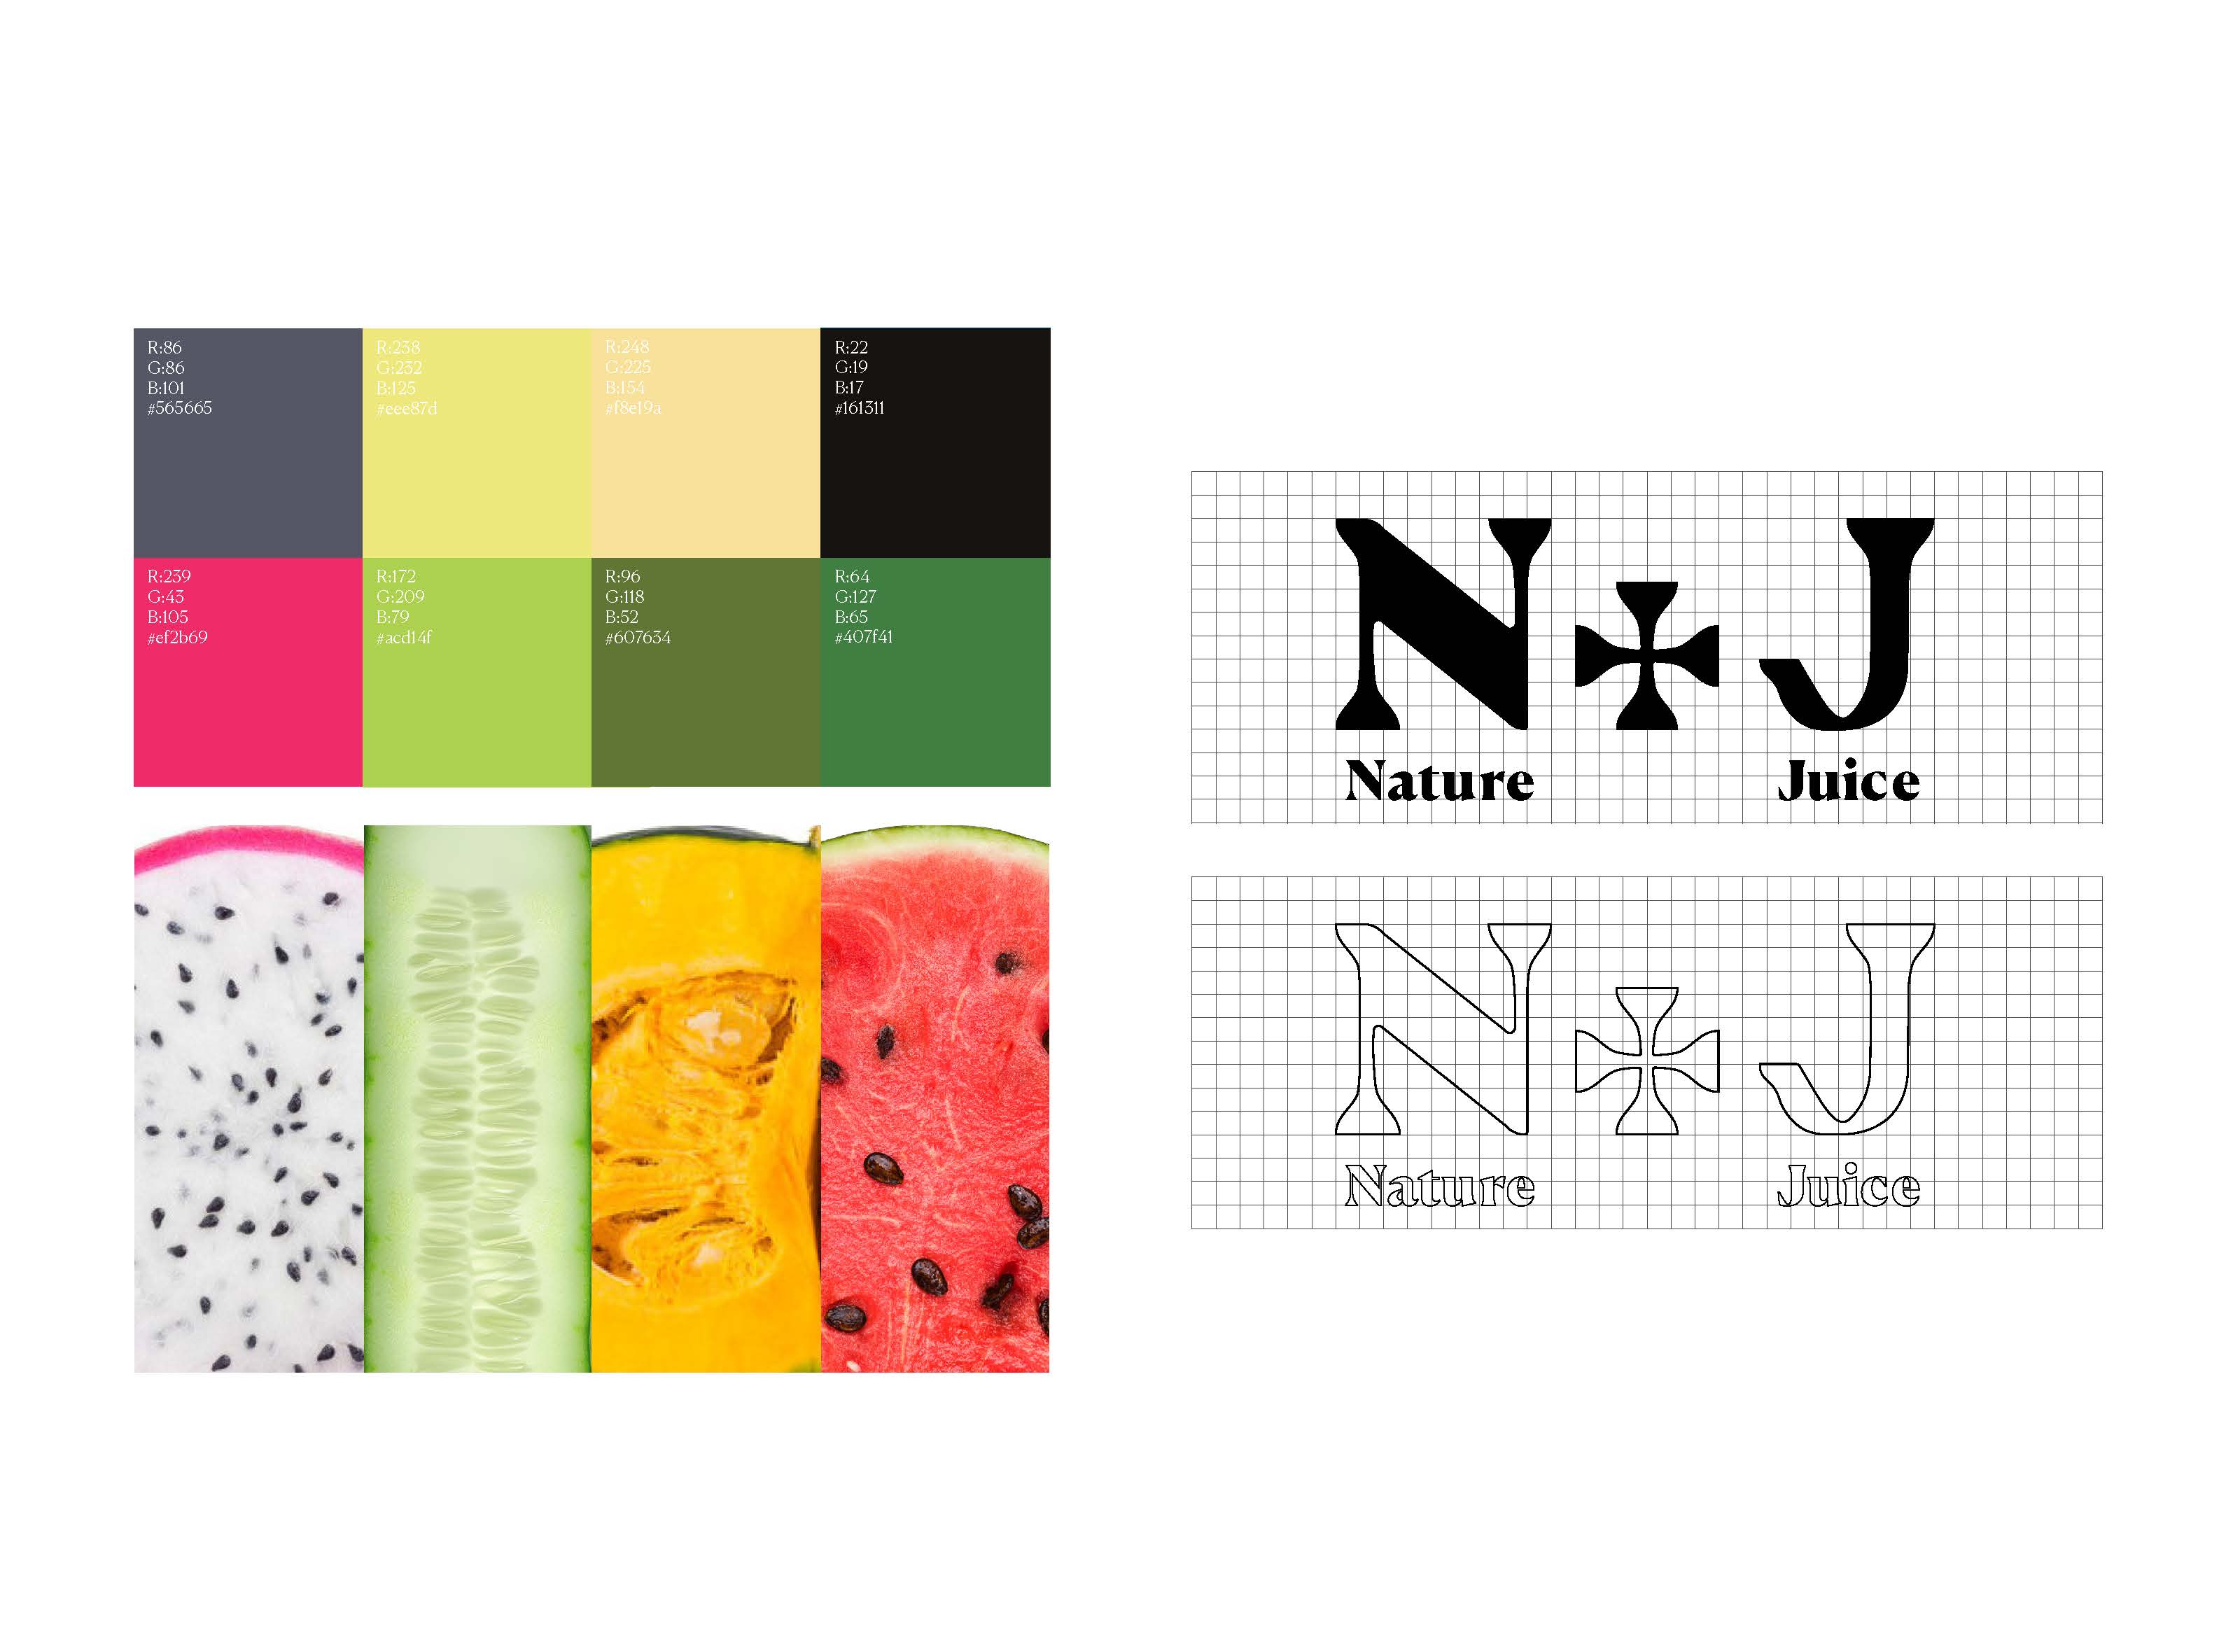 R:86
G:86
B:101
#565665
R:238
G:232
B:125
#eee87d
R:248
G:225
B:154
#f8e19a
R:22
G:19
B:17
#161311
R:239
G:43
B:105
#ef2b69
R:172
G:209
B:79
#acd14f
R:96
G:118
B:52
#607634
R:64
G:127
B:65
#407f41
N+J
Nature Juice
N+J
Nature Juice